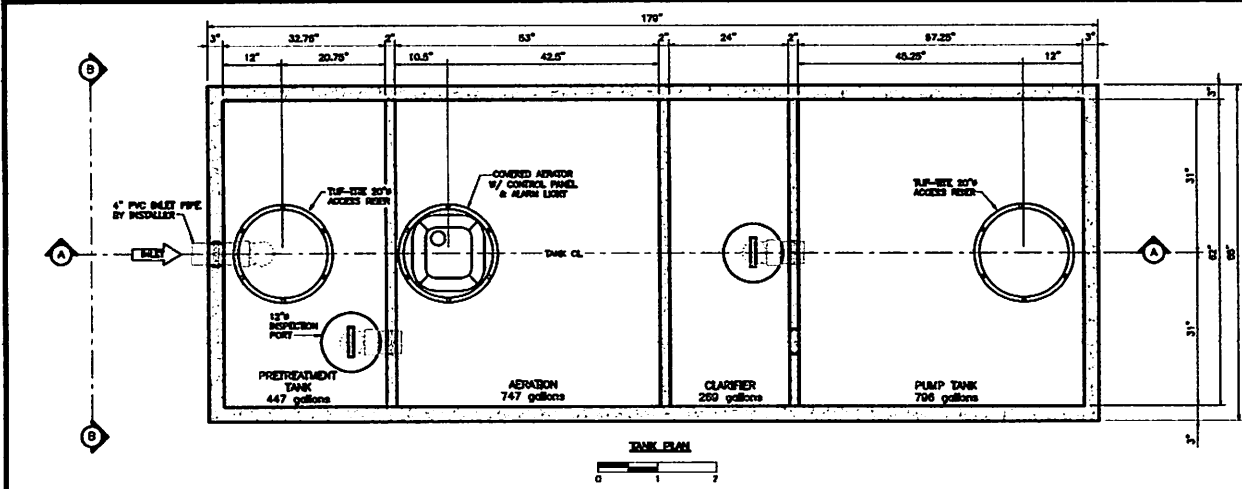 179"
3"
32.75"
2"
53"
2"
24"
2"
57.25"
3"
12"
20.75"
10.5"
42.5"
45.25"
12"
B
3"
TUF-TITE 20"ø
ACCESS RISER
COVERED AERATOR
W/ CONTROL PANEL
& ALARM LIGHT
TUF-TITE 20"ø
ACCESS RISER
31"
4" PVC INLET PIPE
BY INSTALLER
A
INLET
TANK CL
A
62"
68"
12"ø
INSPECTION
PORT
31"
PRETREATMENT
TANK
447 gallons
AERATION
747 gallons
CLARIFIER
gallons
PUMP TANK
796 gallons
B
3"
TANK PLAN
0 1 2